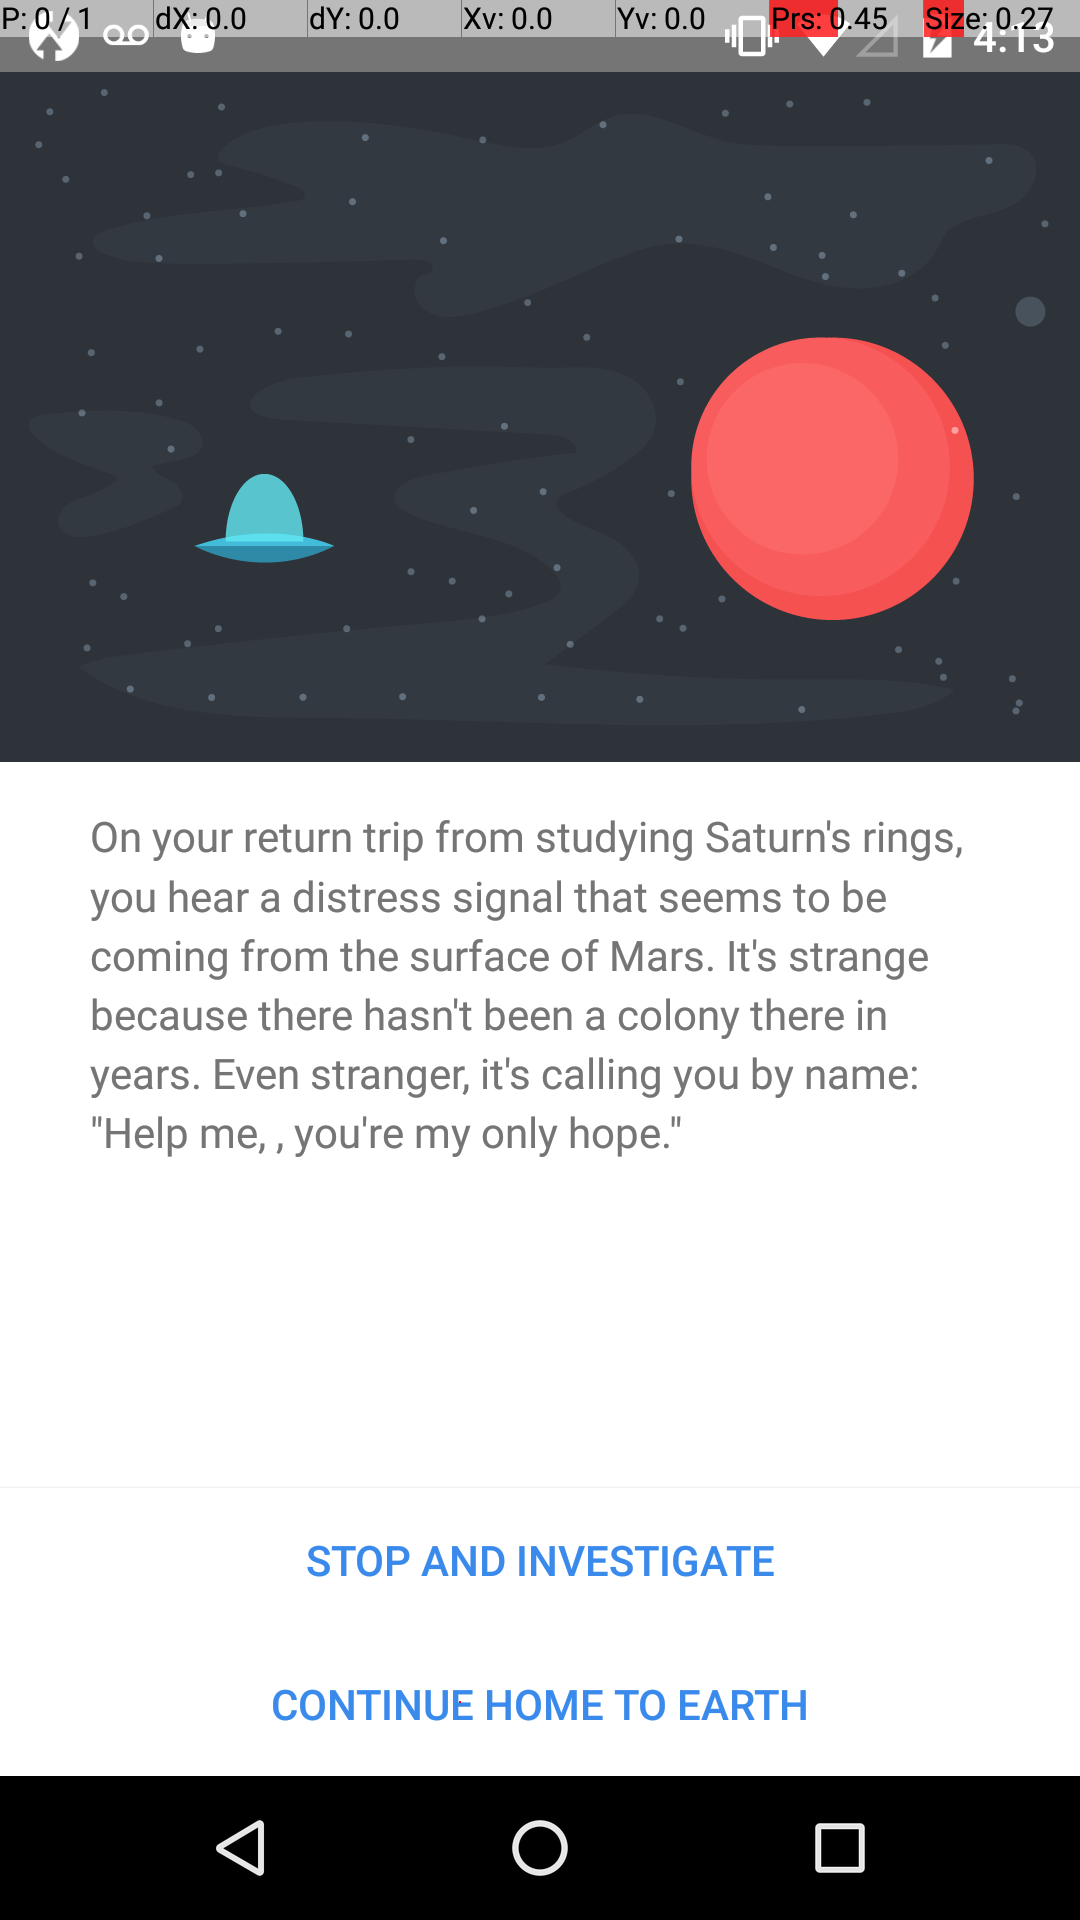 P: 0 / 1 dX: 0.0 dY: 0.0 Xv: 0.0 Yv: 0.0 Prs: 0.45 Size: 0.27
4:13
On your return trip from studying Saturn's rings,
you hear a distress signal that seems to be
coming from the surface of Mars. It's strange
because there hasn't been a colony there in
years. Even stranger, it's calling you by name:
"Help me, , you're my only hope."
STOP AND INVESTIGATE
CONTINUE HOME TO EARTH